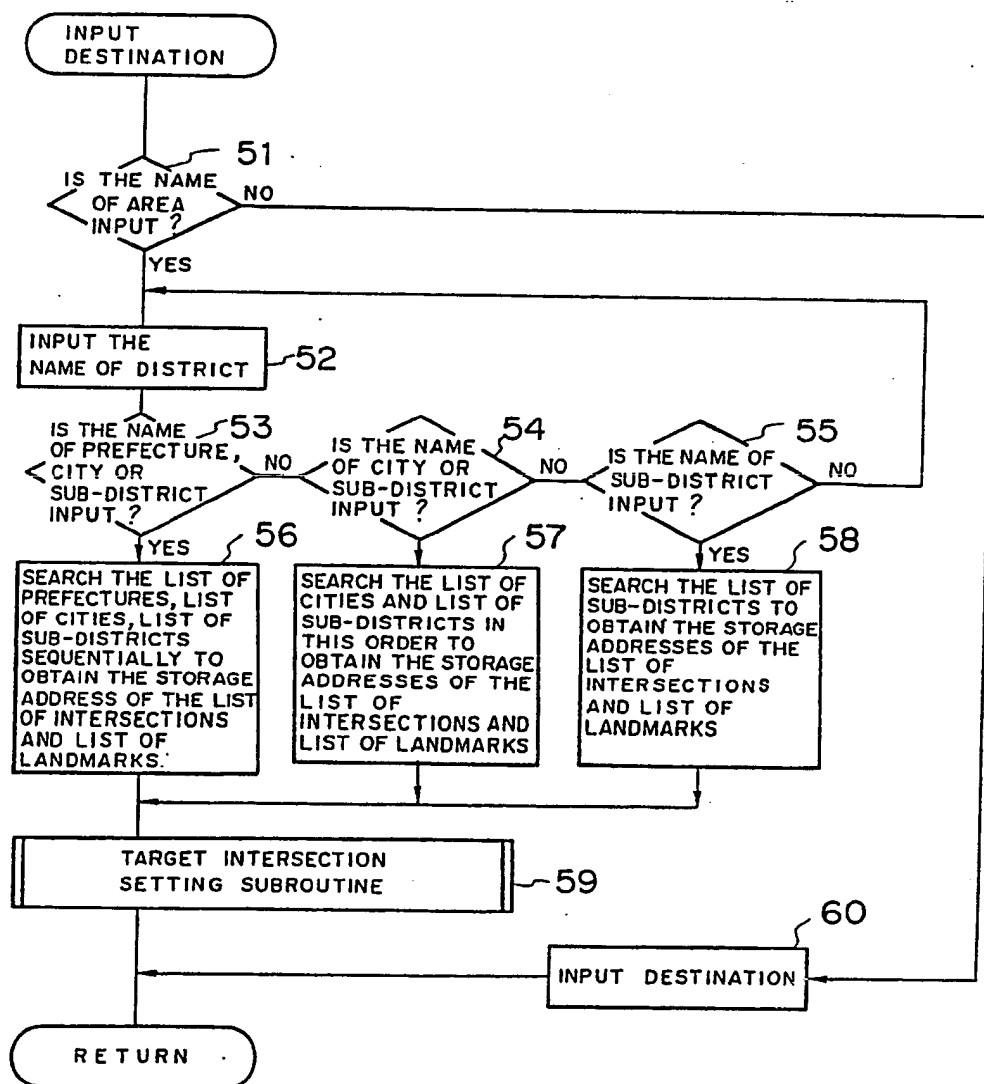 INPUT
DESTINATION
51
IS THE NAME
OF AREA
INPUT ?
NO
YES
INPUT THE
NAME OF DISTRICT
52
IS THE NAME
OF PREFECTURE,
CITY OR
SUB-DISTRICT
INPUT ?
53
NO
YES
IS THE NAME
OF CITY OR
SUB-DISTRICT
INPUT ?
54
NO
IS THE NAME OF
SUB-DISTRICT
INPUT ?
55
NO
YES
56
SEARCH THE LIST OF
PREFECTURES, LIST
OF CITIES, LIST OF
SUB-DISTRICTS
SEQUENTIALLY TO
OBTAIN THE STORAGE
ADDRESS OF THE LIST
OF INTERSECTIONS
AND LIST OF
LANDMARKS.
57
SEARCH THE LIST OF
CITIES AND LIST OF
SUB-DISTRICTS IN
THIS ORDER TO
OBTAIN THE STORAGE
ADDRESSES OF THE
LIST OF
INTERSECTIONS AND
LIST OF LANDMARKS
58
SEARCH THE LIST OF
SUB-DISTRICTS TO
OBTAIN THE STORAGE
ADDRESSES OF THE
LIST OF
INTERSECTIONS
AND LIST OF
LANDMARKS
TARGET INTERSECTION
SETTING SUBROUTINE
59
60
INPUT DESTINATION
RETURN